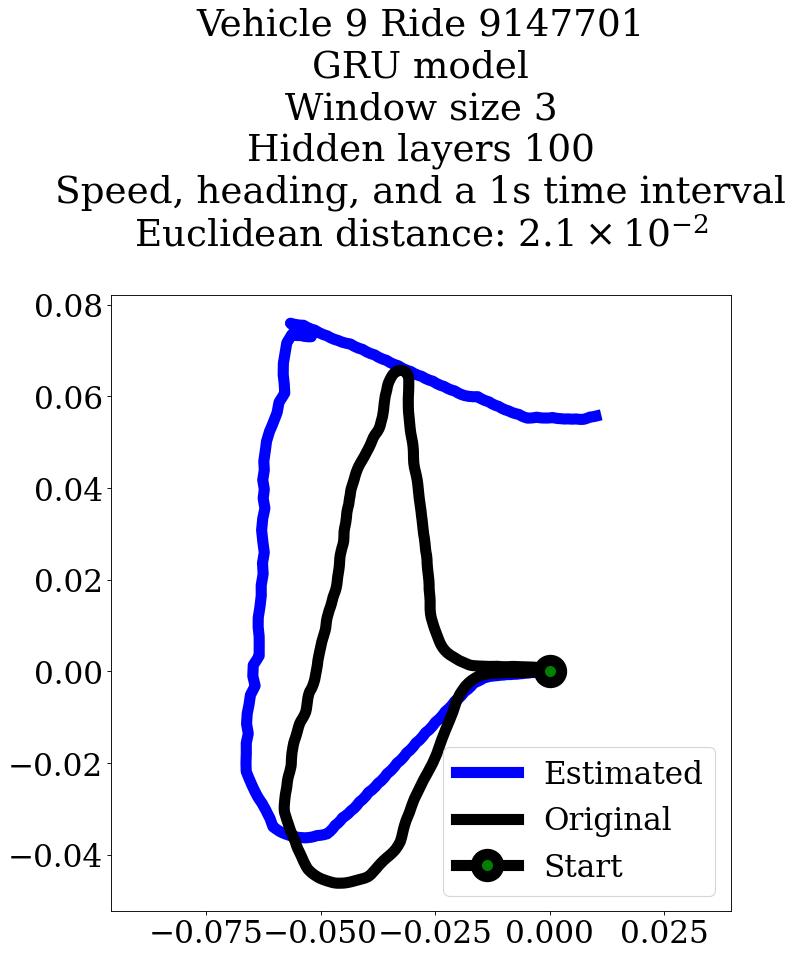 Vehicle 9 Ride 9147701
GRU model
Window size 3
Hidden layers 100
Speed, heading, and a 1s time interval
Euclidean distance: 2.1 × 10⁻²
0.08
0.06
0.04
0.02
0.00
−0.02
−0.04
Estimated
Original
Start
−0.075 −0.050 −0.025 0.000 0.025